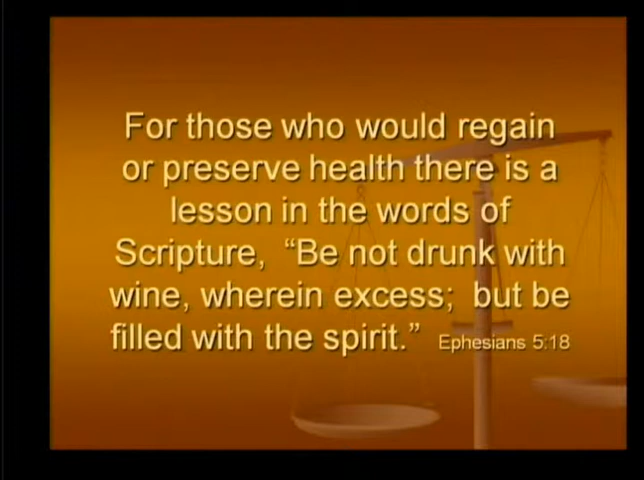 For those who would regain
or preserve health there is a
lesson in the words of
Scripture, “Be not drunk with
wine, wherein excess; but be
filled with the spirit.” Ephesians 5:18